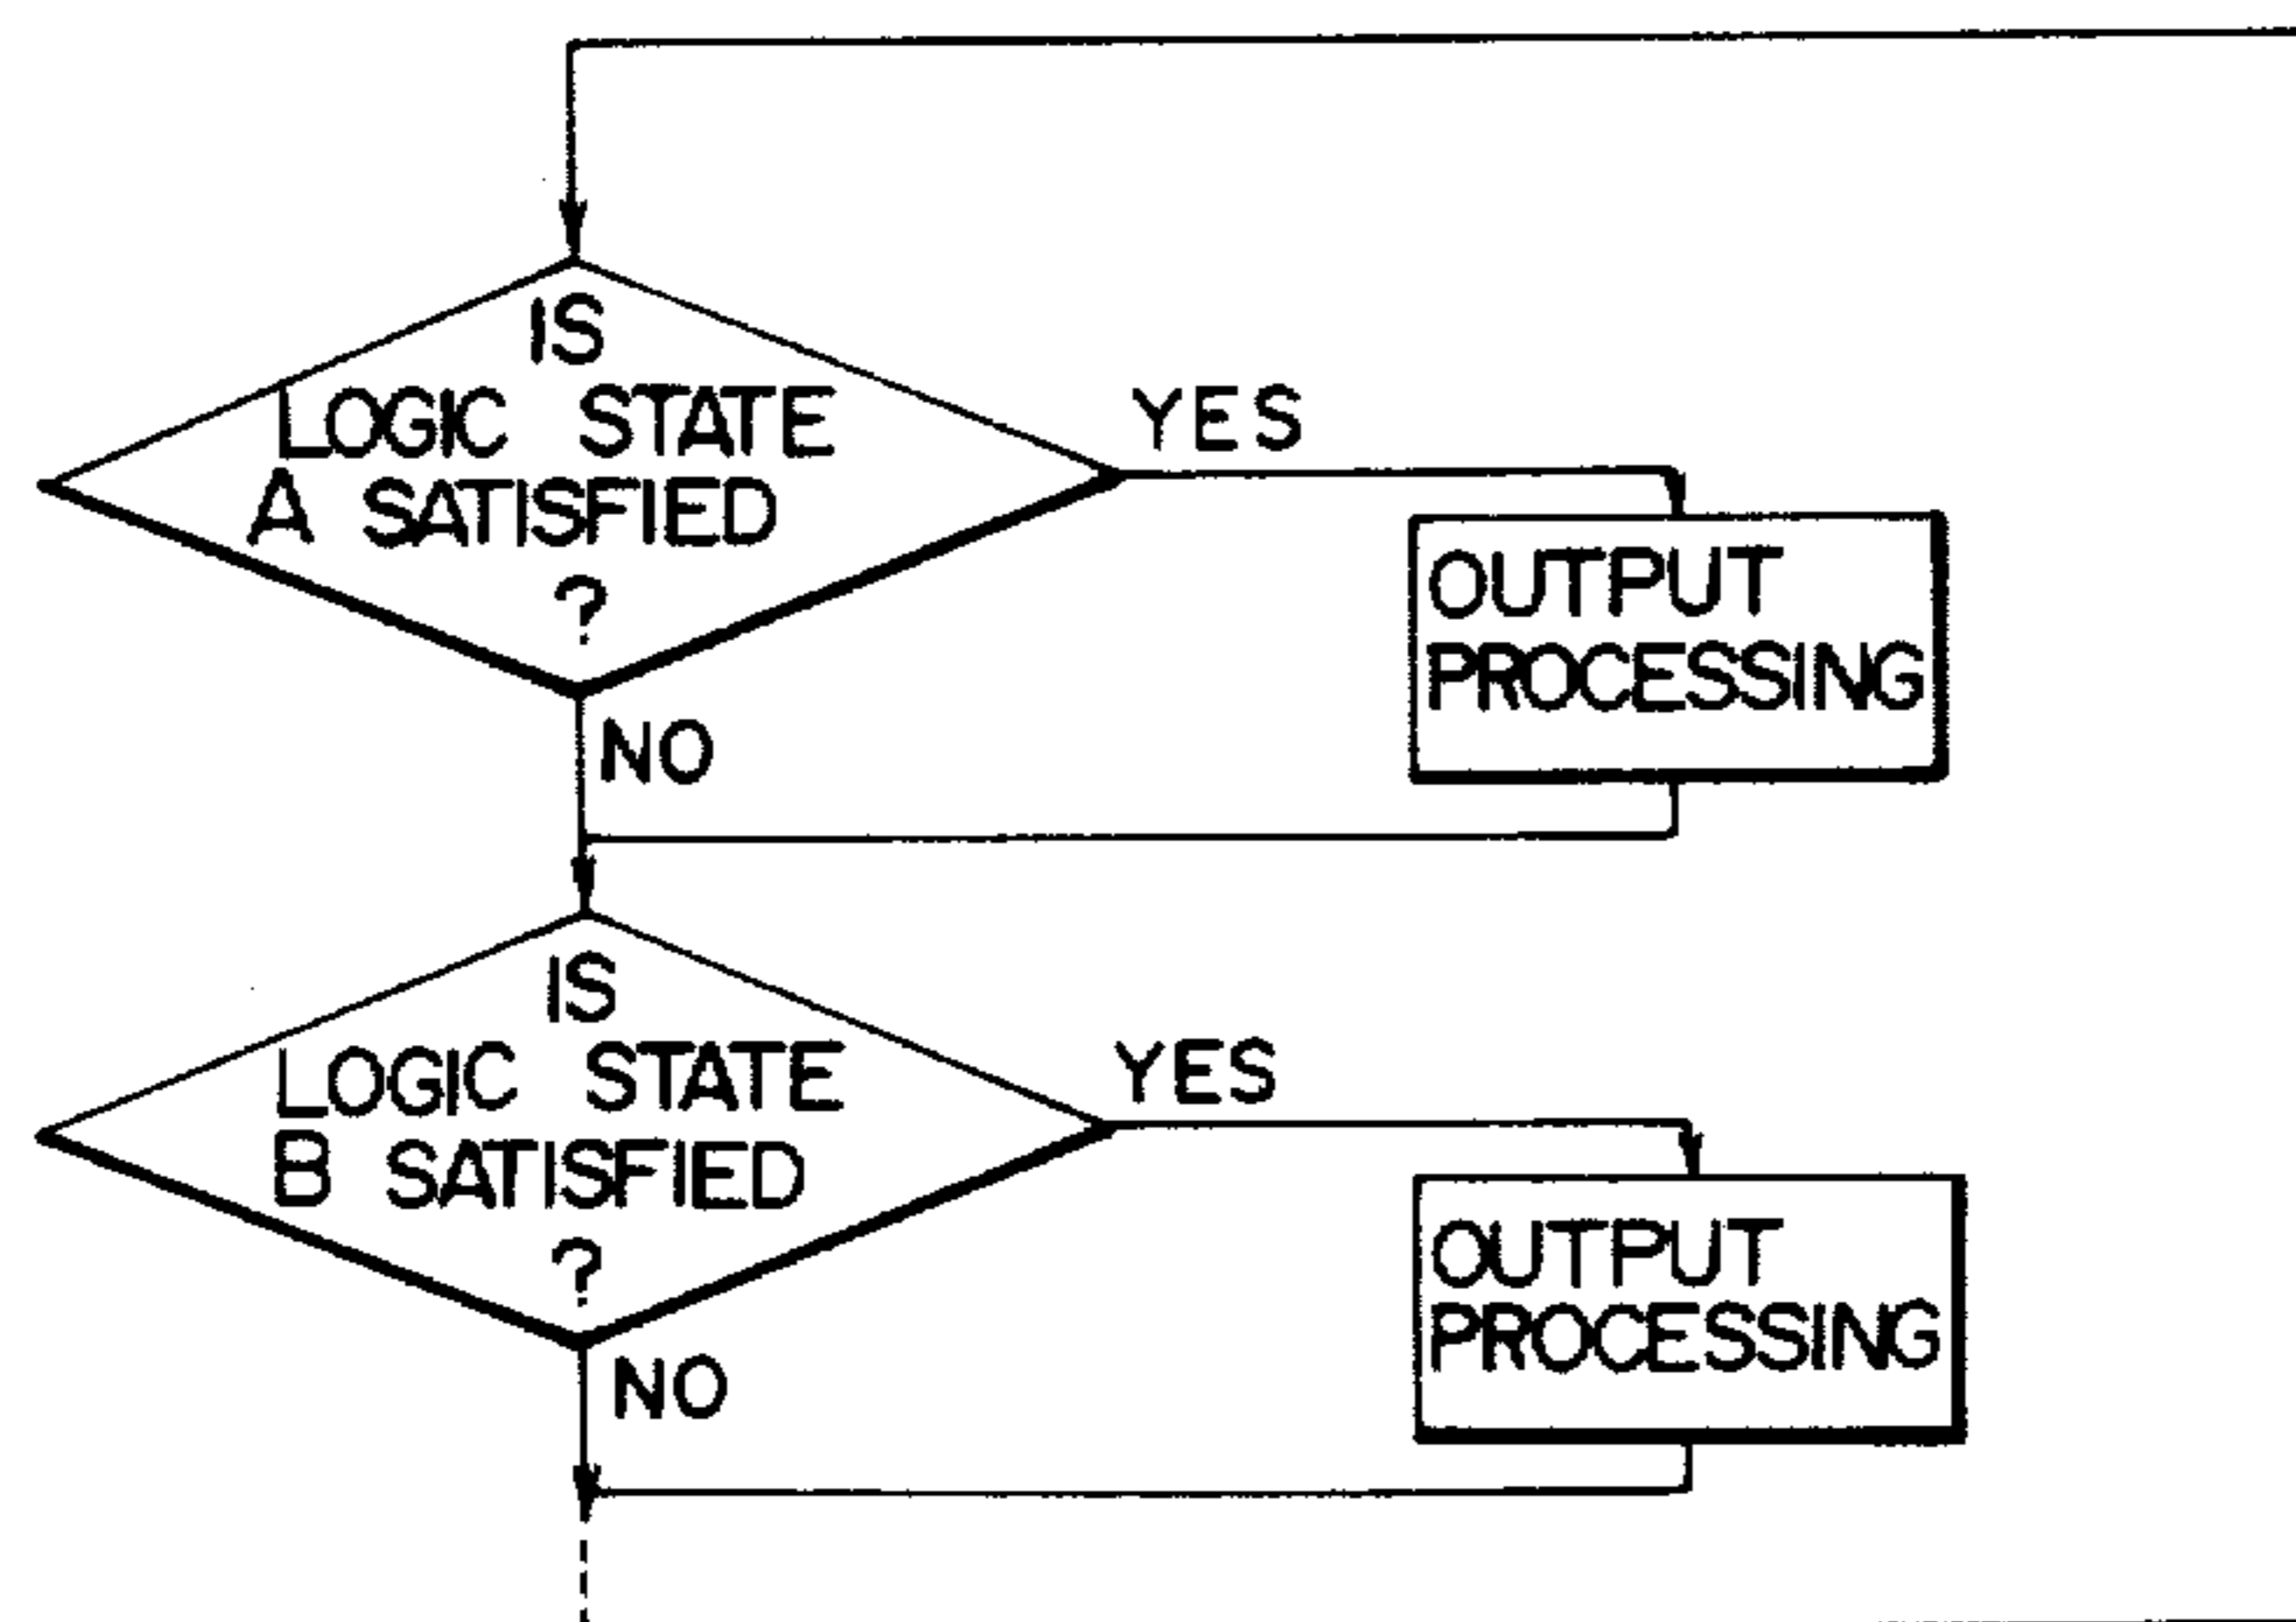 IS
LOGIC STATE
A SATISFIED
?
YES
OUTPUT
PROCESSING
NO
IS
LOGIC STATE
B SATISFIED
?
YES
OUTPUT
PROCESSING
NO